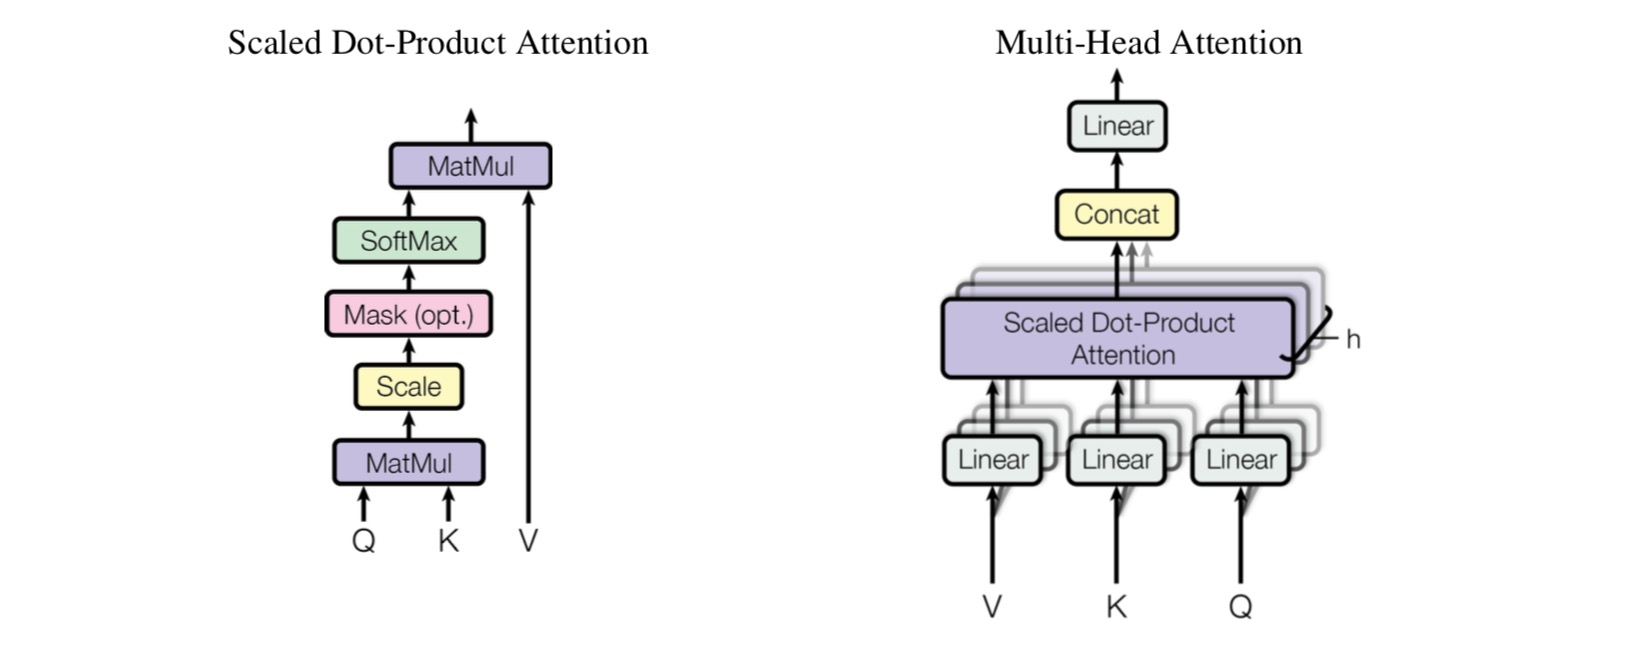 Scaled Dot-Product Attention
MatMul
SoftMax
Mask (opt.)
Scale
MatMul
Q K V
Multi-Head Attention
Linear
Concat
Scaled Dot-Product
Attention
h
Linear Linear Linear
V K Q